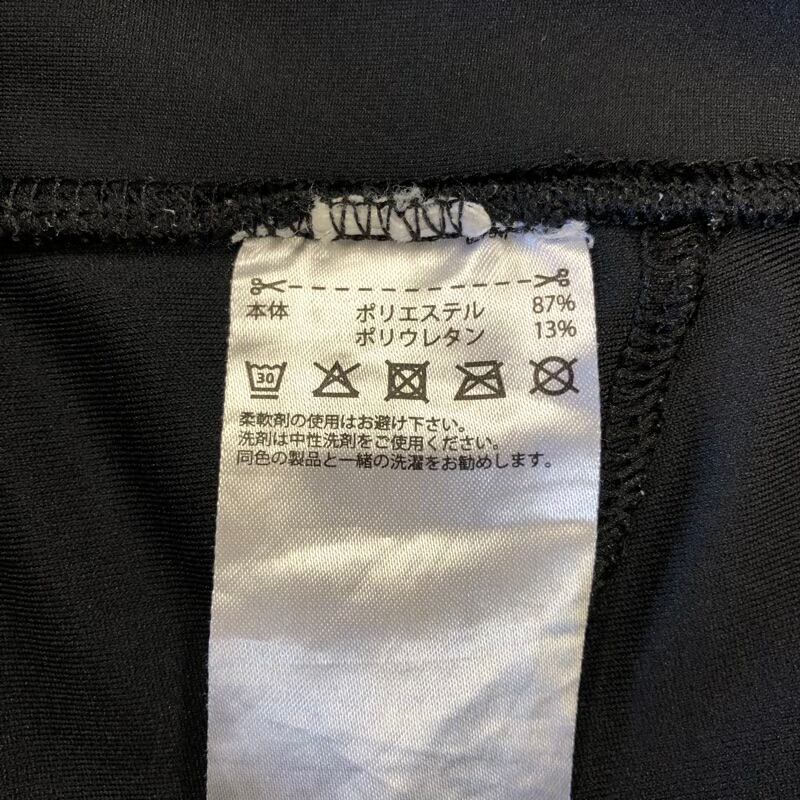 本体 ポリエステル 87%
ポリウレタン 13%
30
柔軟剤の使用はお避け下さい。
洗剤は中性洗剤をご使用ください。
同色の製品と一緒の洗濯をお勧めします。